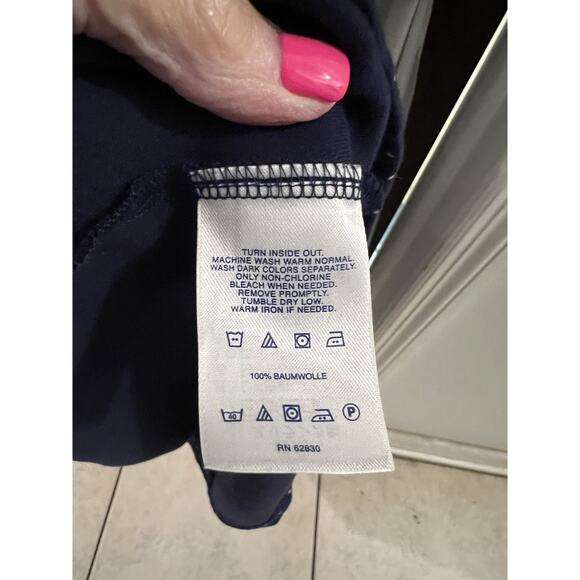 TURN INSIDE OUT.
MACHINE WASH WARM NORMAL.
WASH DARK COLORS SEPARATELY.
ONLY NON-CHLORINE
BLEACH WHEN NEEDED.
REMOVE PROMPTLY.
TUMBLE DRY LOW.
WARM IRON IF NEEDED.
100% BAUMWOLLE
40 P
RN 62830